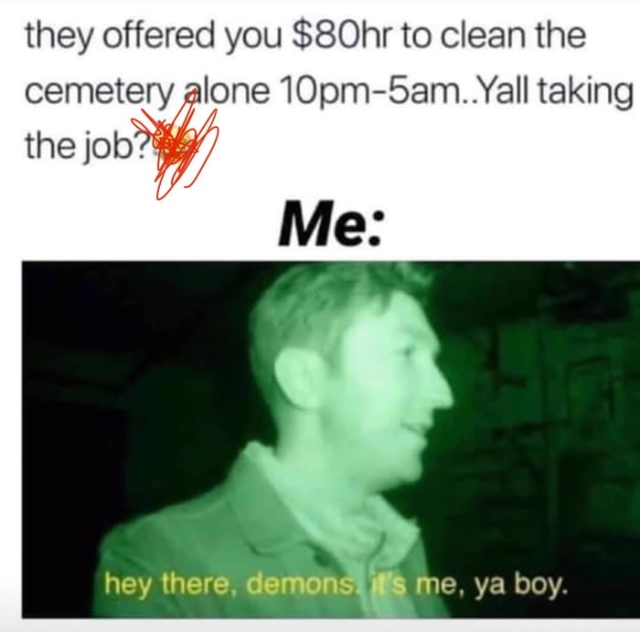 they offered you $80hr to clean the
cemetery alone 10pm-5am..Yall taking
the job?
Me:
hey there, demons. it's me, ya boy.